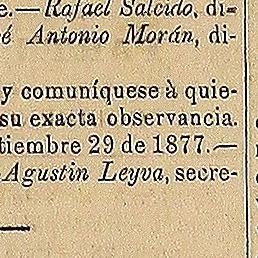 e.—Rafael Salcido, di-
é Antonio Morán, di-
y comuníquese à quie-
su exacta observancia.
tiembre 29 de 1877.—
Agustin Leyva, secre-